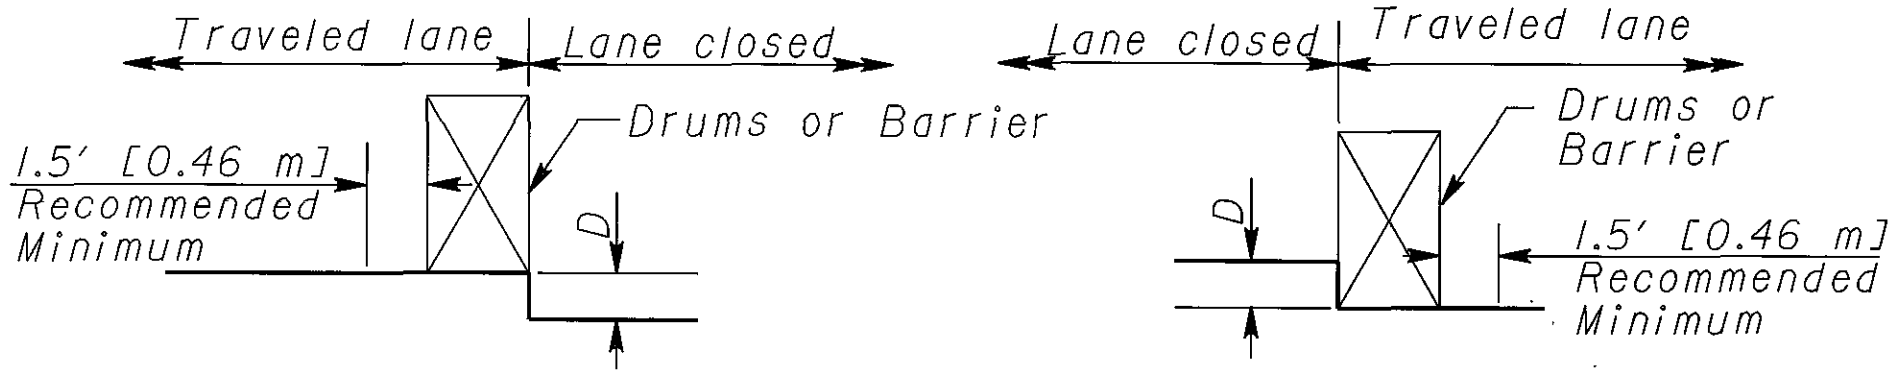 Traveled lane
Lane closed
Drums or Barrier
1.5' [0.46 m]
Recommended
Minimum
D
Lane closed
Traveled lane
Drums or
Barrier
D
1.5' [0.46 m]
Recommended
Minimum